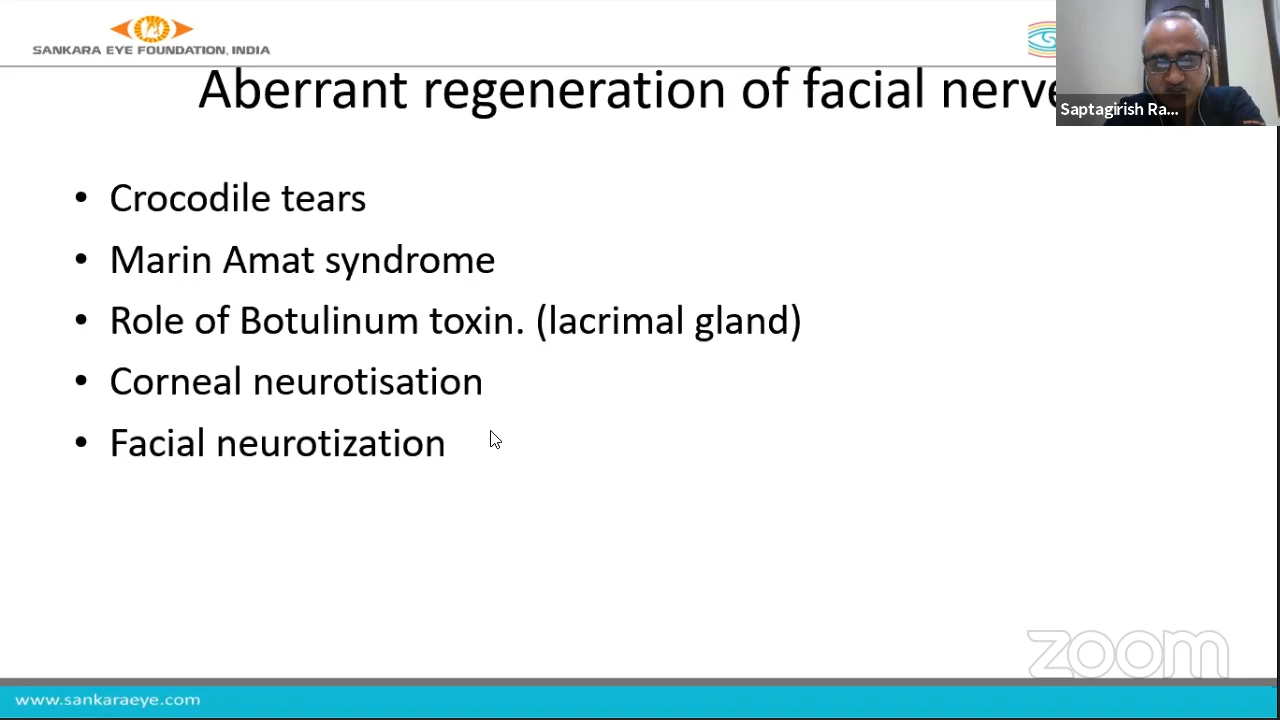 SANKARA EYE FOUNDATION, INDIA
Aberrant regeneration of facial nerve
Saptagirish Ra...
• Crocodile tears
• Marin Amat syndrome
• Role of Botulinum toxin. (lacrimal gland)
• Corneal neurotisation
• Facial neurotization
zoom
www.sankaraeye.com